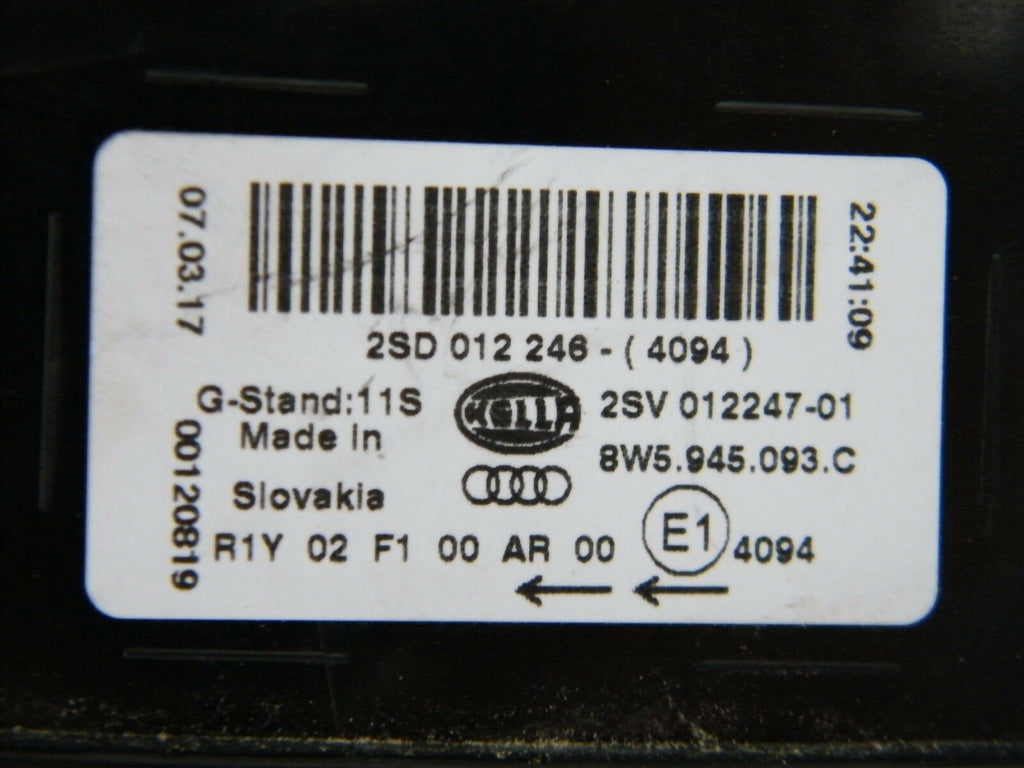 07.03.17
22:41:09
2SD 012 246 - ( 4094 )
G-Stand:11S
HELLA
2SV 012247-01
Made in
8W5.945.093.C
Slovakia
00120819
R1Y 02 F1 00 AR 00
E1
4094